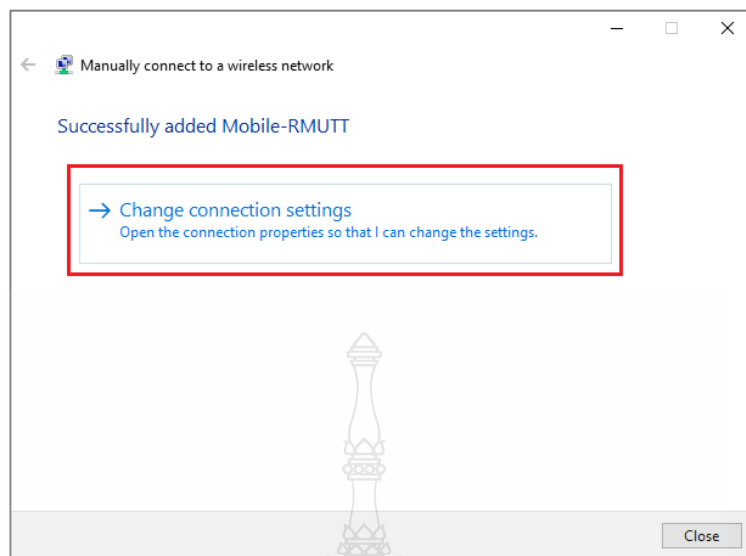 Manually connect to a wireless network
Successfully added Mobile-RMUTT
Change connection settings
Open the connection properties so that I can change the settings.
Close